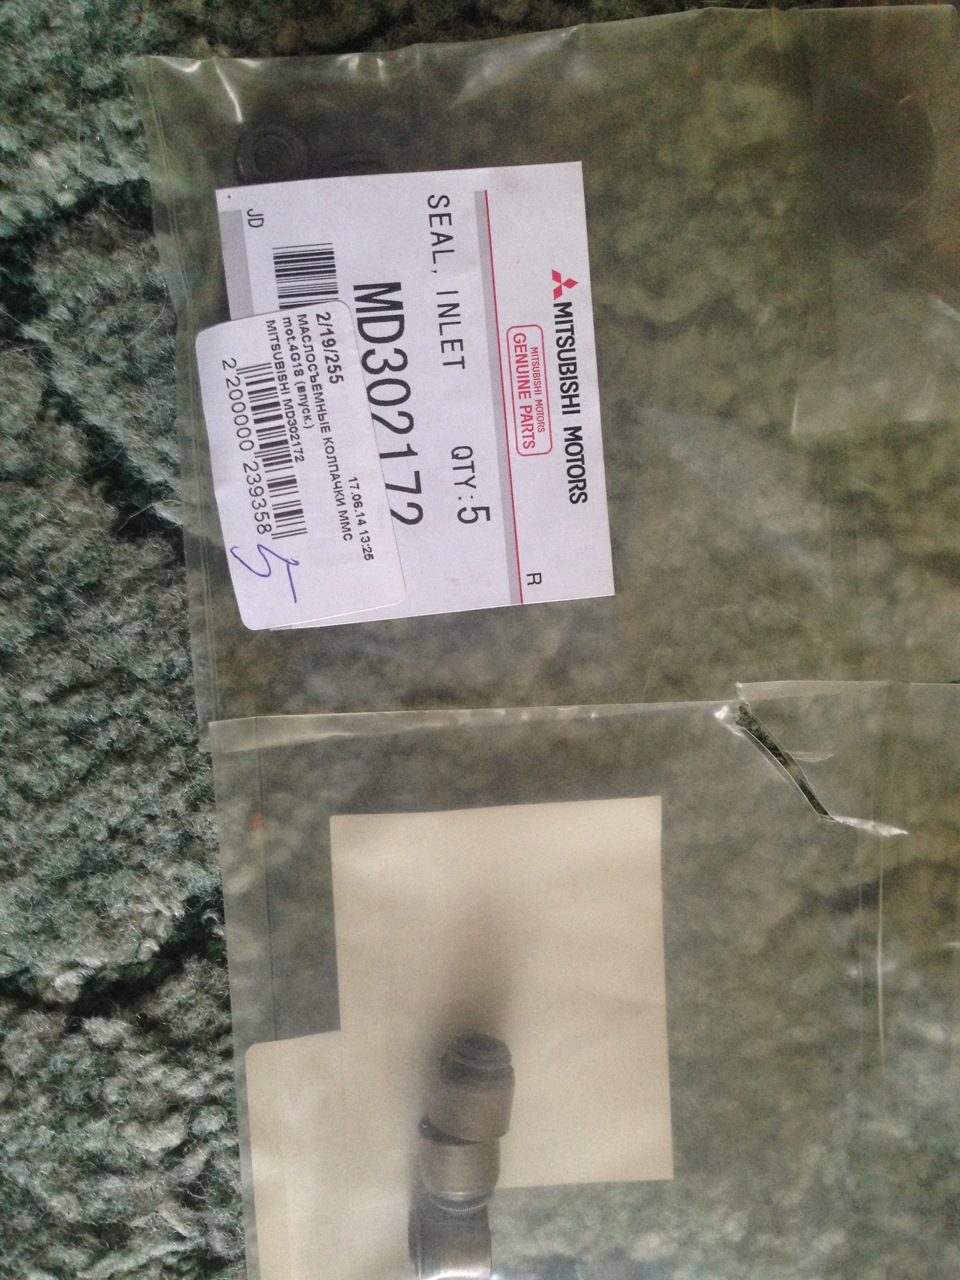 MITSUBISHI MOTORS
MITSUBISHI MOTORS
GENUINE PARTS
R
SEAL, INLET QTY:5
MD302172
JD
17.06.14 13:25
2/19/255
МАСЛОСЪЕМНЫЕ КОЛПАЧКИ ММС
mot.4G18 (впуск.)
MITSUBISHI MD302172
2 200000 239358
5